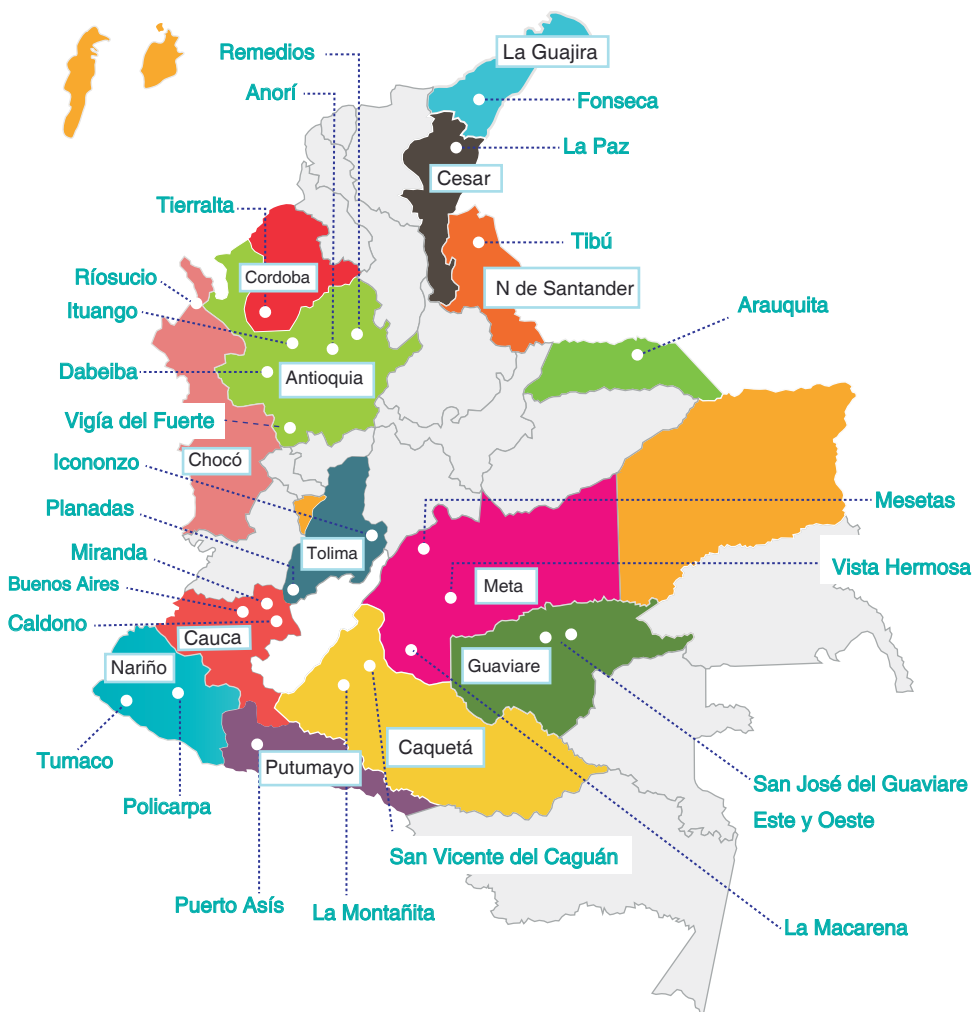 La Guajira
Remedios
Anorí
Fonseca
La Paz
Cesar
Tierralta
Tibú
Ríosucio
Cordoba
N de Santander
Ituango
Arauquita
Dabeiba
Antioquia
Vigía del Fuerte
Chocó
Icononzo
Planadas
Mesetas
Miranda
Tolima
Vista Hermosa
Buenos Aires
Meta
Caldono
Cauca
Nariño
Guaviare
Tumaco
Caquetá
Putumayo
San José del Guaviare
Este y Oeste
Policarpa
San Vicente del Caguán
Puerto Asís
La Montañita
La Macarena